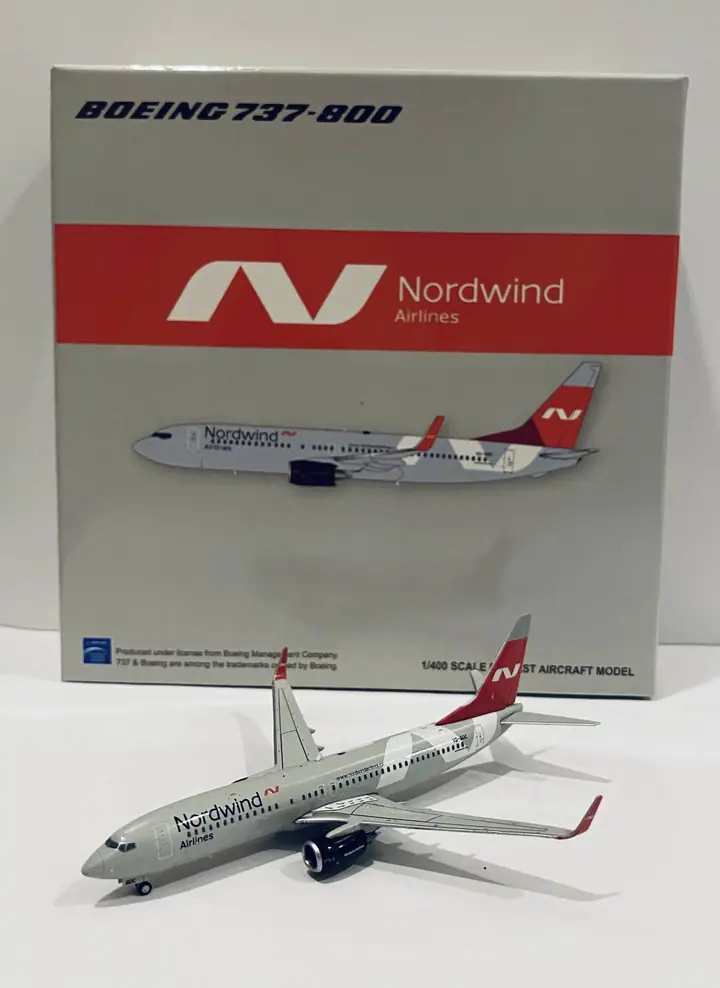 BOEING 737-800
Nordwind
Airlines
Nordwind
Airlines
Produced under license from Boeing Management Company.
737 & Boeing are among the trademarks owned by Boeing.
1/400 SCALE AIRCRAFT MODEL
Nordwind
Airlines